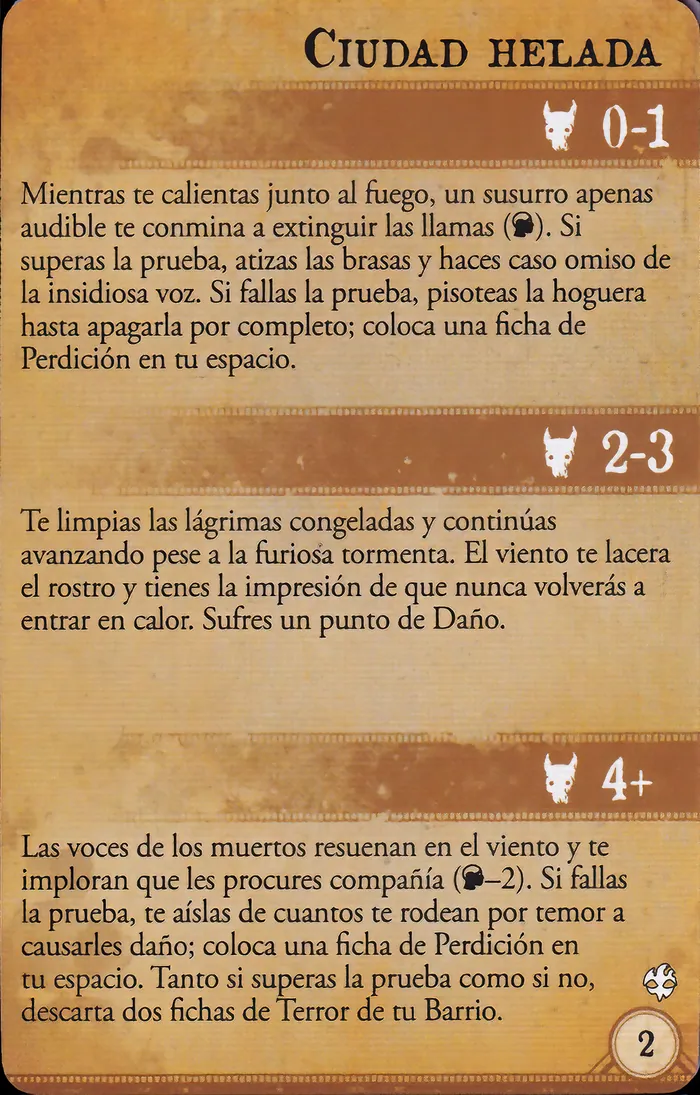 Ciudad helada
0-1
Mientras te calientas junto al fuego, un susurro apenas
audible te conmina a extinguir las llamas (). Si
superas la prueba, atizas las brasas y haces caso omiso de
la insidiosa voz. Si fallas la prueba, pisoteas la hoguera
hasta apagarla por completo; coloca una ficha de
Perdición en tu espacio.
2-3
Te limpias las lágrimas congeladas y continúas
avanzando pese a la furiosa tormenta. El viento te lacera
el rostro y tienes la impresión de que nunca volverás a
entrar en calor. Sufres un punto de Daño.
4+
Las voces de los muertos resuenan en el viento y te
imploran que les procures compañía (–2). Si fallas
la prueba, te aíslas de cuantos te rodean por temor a
causarles daño; coloca una ficha de Perdición en
tu espacio. Tanto si superas la prueba como si no,
descarta dos fichas de Terror de tu Barrio.
2